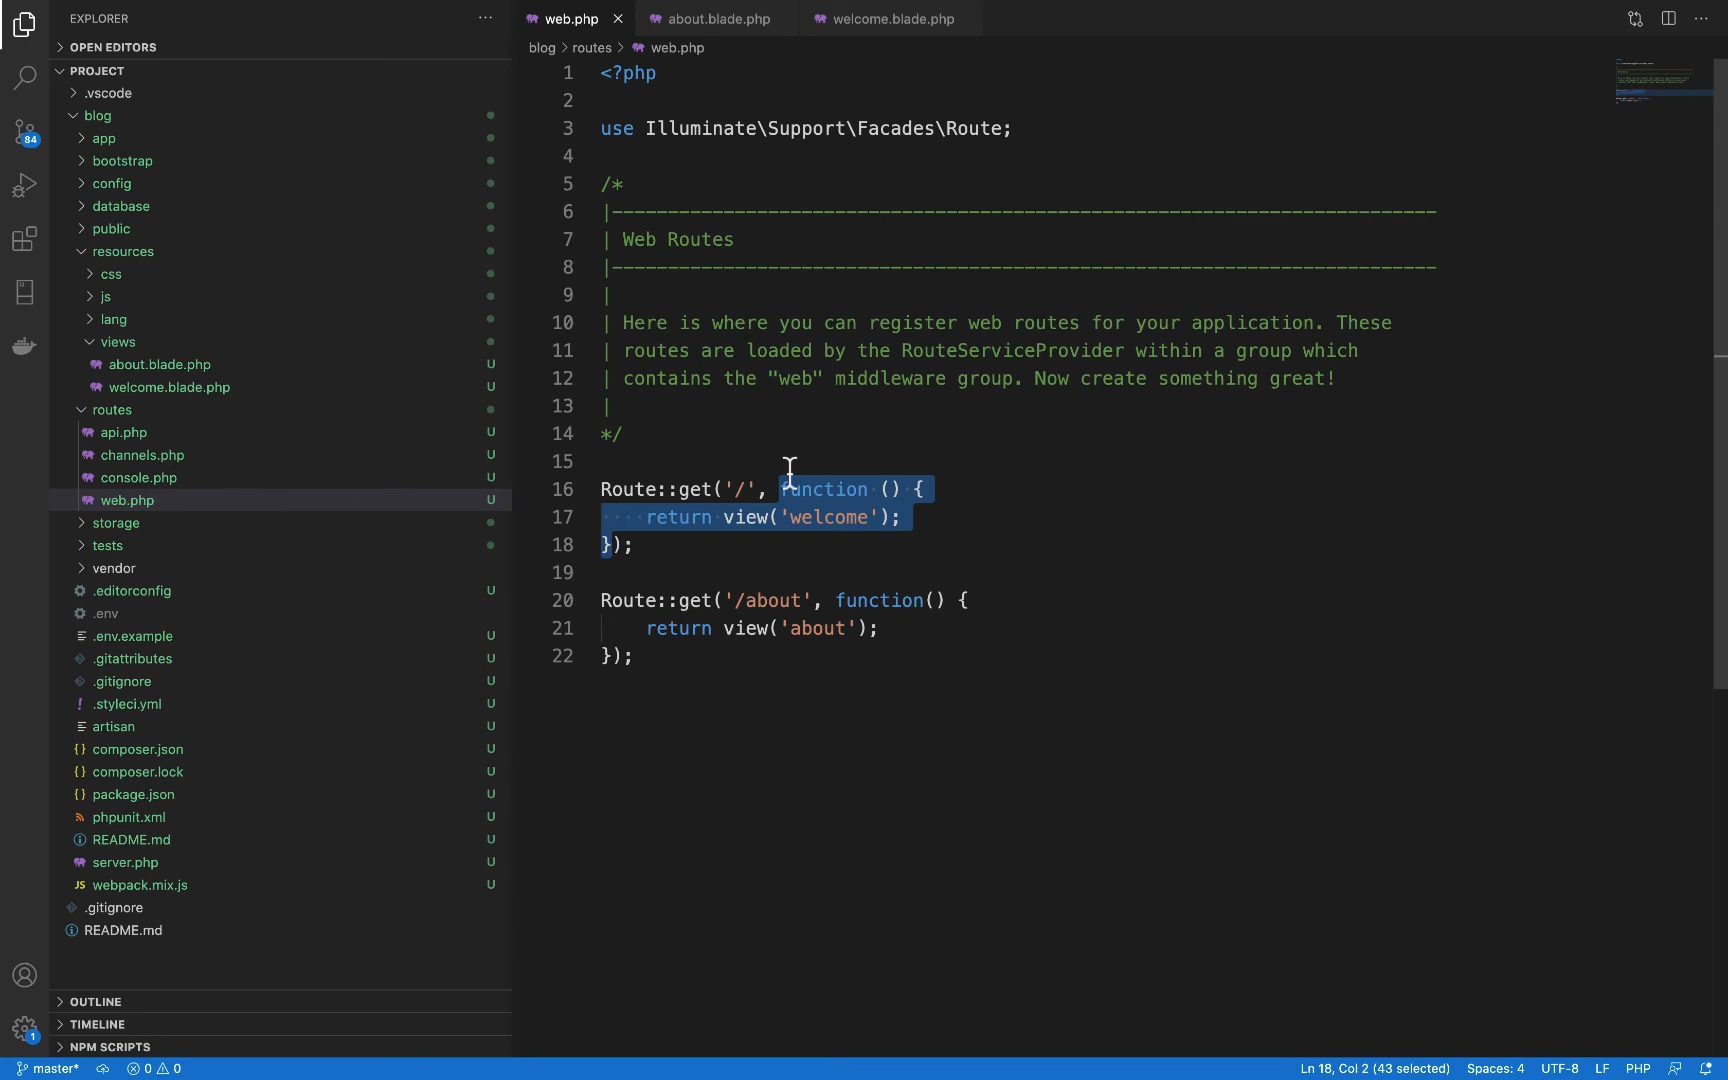 EXPLORER
OPEN EDITORS
PROJECT
.vscode
blog
app
bootstrap
config
database
public
resources
css
js
lang
views
about.blade.php U
welcome.blade.php U
routes
api.php U
channels.php U
console.php U
web.php U
storage
tests
vendor
.editorconfig U
.env
.env.example U
.gitattributes U
.gitignore U
.styleci.yml U
artisan U
composer.json U
composer.lock U
package.json U
phpunit.xml U
README.md U
server.php U
webpack.mix.js U
.gitignore
README.md
OUTLINE
TIMELINE
NPM SCRIPTS
84
1
web.php about.blade.php welcome.blade.php
blog > routes > web.php
1 <?php
2
3 use Illuminate\Support\Facades\Route;
4
5 /*
6 |--------------------------------------------------------------------------
7 | Web Routes
8 |--------------------------------------------------------------------------
9 |
10 | Here is where you can register web routes for your application. These
11 | routes are loaded by the RouteServiceProvider within a group which
12 | contains the "web" middleware group. Now create something great!
13 |
14 */
15
16 Route::get('/', function () {
17 return view('welcome');
18 });
19
20 Route::get('/about', function() {
21 return view('about');
22 });
master* 0 0 Ln 18, Col 2 (43 selected) Spaces: 4 UTF-8 LF PHP